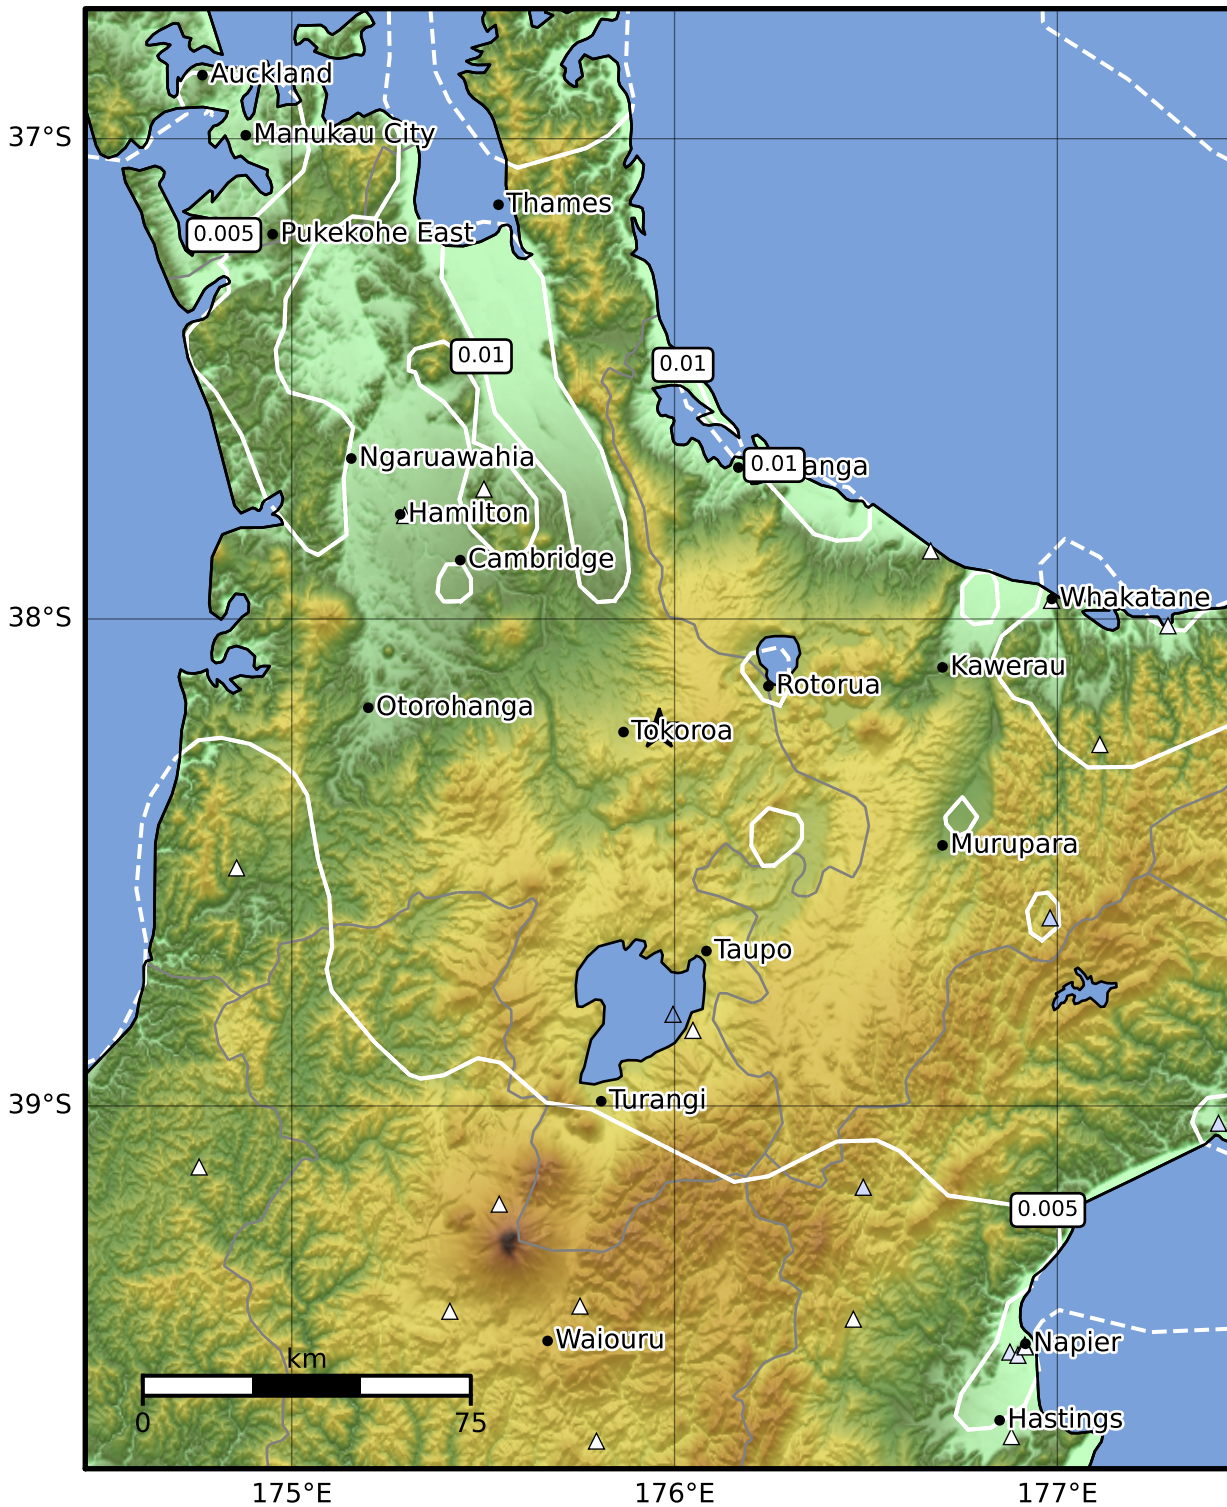 Auckland
37°S
Manukau City
Thames
0.005
Pukekohe East
0.01
0.01
Ngaruawahia
0.01
anga
Hamilton
Cambridge
38°S
Whakatane
Kawerau
Rotorua
Otorohanga
Tokoroa
Murupara
Taupo
39°S
Turangi
0.005
Waiouru
Napier
km
0
75
Hastings
175°E
176°E
177°E